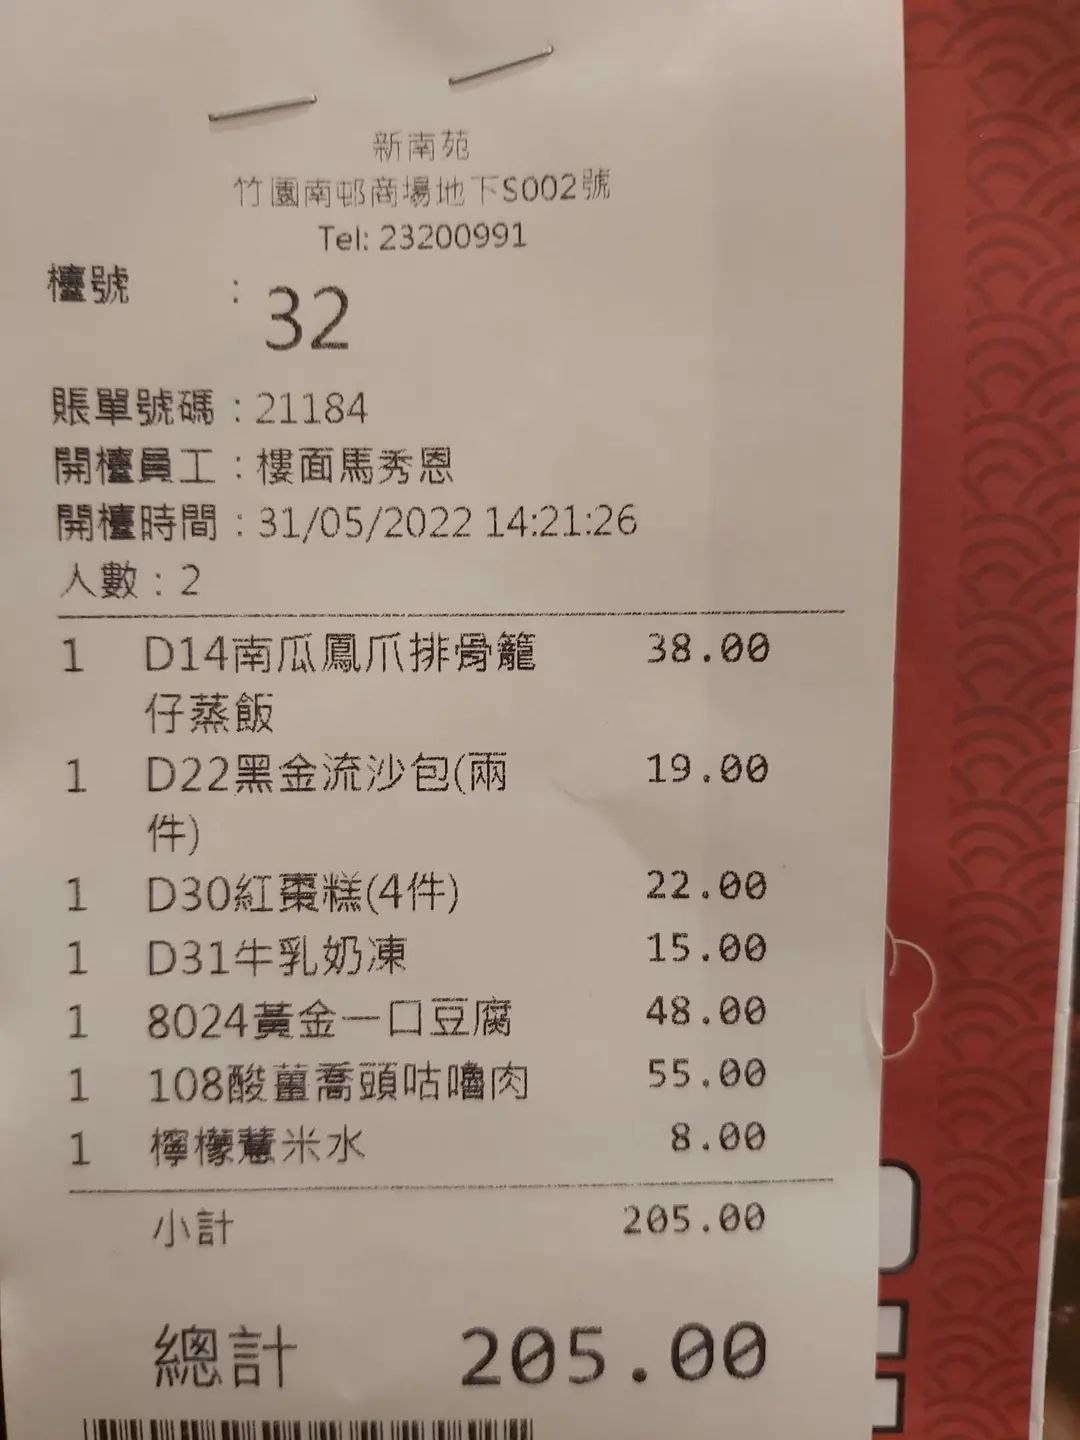 新南苑
竹園南邨商場地下S002號
Tel: 23200991
檯號 : 32
賬單號碼 : 21184
開檯員工 : 樓面馬秀恩
開檯時間 : 31/05/2022 14:21:26
人數 : 2
1 D14南瓜鳳爪排骨籠 38.00
仔蒸飯
1 D22黑金流沙包(兩 19.00
件)
1 D30紅棗糕(4件) 22.00
1 D31牛乳奶凍 15.00
1 8024黃金一口豆腐 48.00
1 108酸薑喬頭咕嚕肉 55.00
1 檸檬薏米水 8.00
小計 205.00
總計 205.00